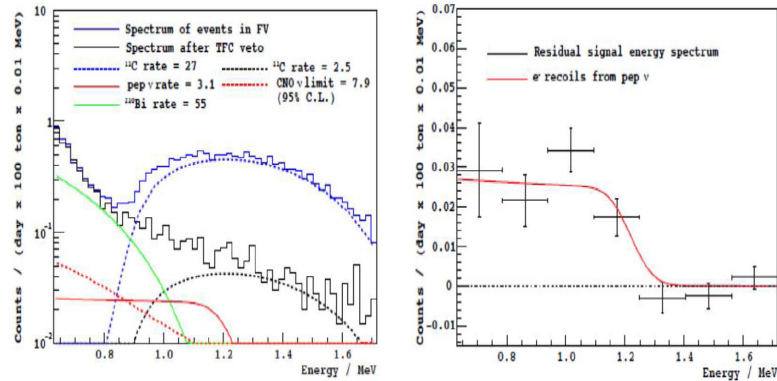 10
1
10⁻¹
10⁻²
Counts / (day x 100 ton x 0.01 MeV)
Spectrum of events in FV
Spectrum after TFC veto
¹¹C rate = 27
¹¹C rate = 2.5
pep ν rate = 3.1
CNO ν limit = 7.9
²¹⁰Bi rate = 55
(95% C.L.)
0.8 1.0 1.2 1.4 1.6
Energy / MeV
0.07
0.06
0.05
0.04
0.03
0.02
0.01
0
-0.01
Counts / (day x 100 ton x 0.01 MeV)
Residual signal energy spectrum
e⁻ recoils from pep ν
0.8 1.0 1.2 1.4 1.6
Energy / MeV